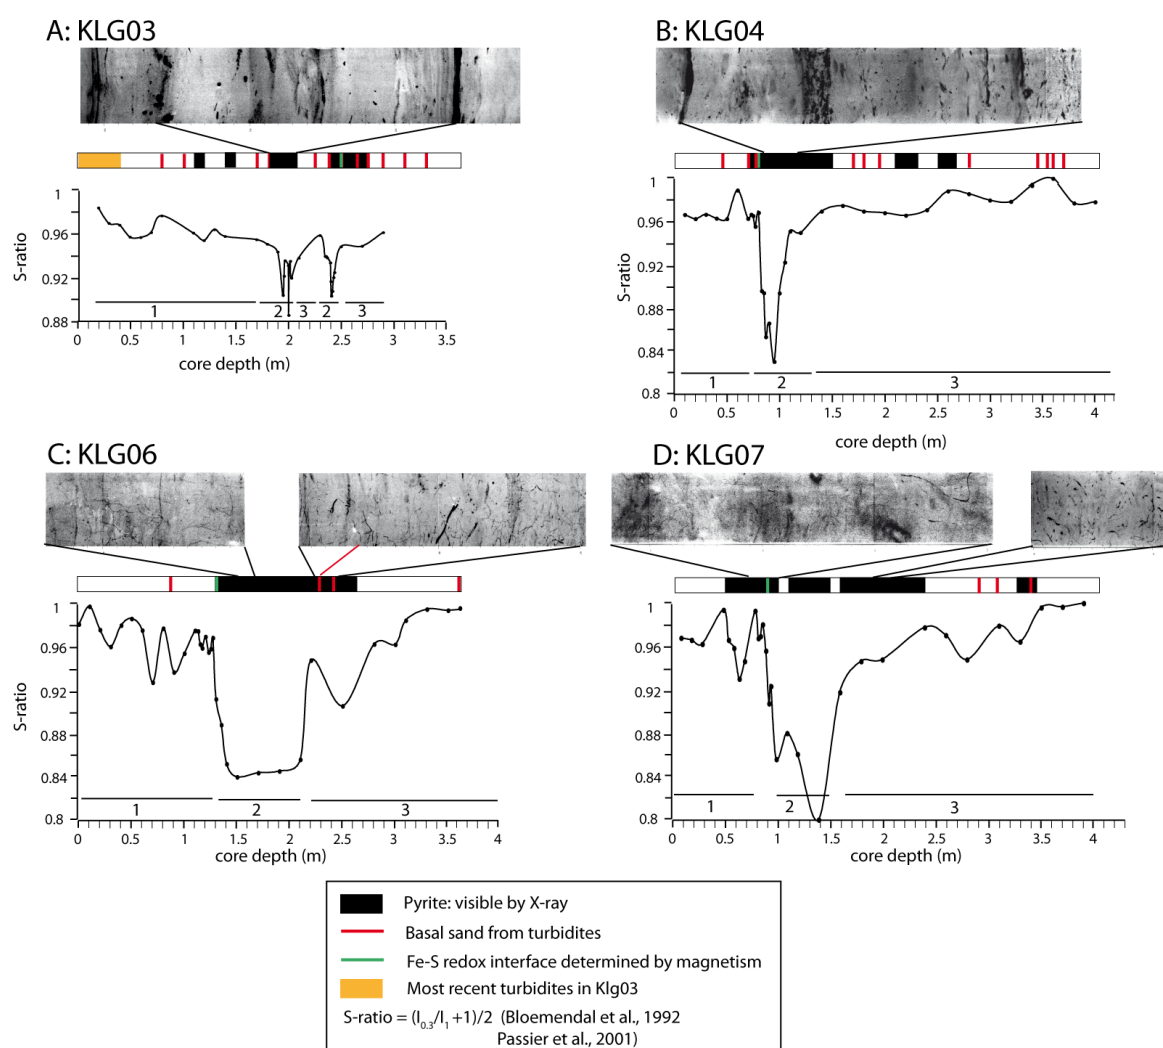 A: KLG03
1
0.96
0.92
0.88
S-ratio
1 2 3 2 3
0 0.5 1 1.5 2 2.5 3 3.5
core depth (m)
B: KLG04
1
0.96
0.92
0.88
0.84
0.8
S-ratio
1 2 3
0 0.5 1 1.5 2 2.5 3 3.5 4
core depth (m)
C: KLG06
1
0.96
0.92
0.88
0.84
0.8
S-ratio
1 2 3
0 0.5 1 1.5 2 2.5 3 3.5 4
core depth (m)
D: KLG07
1
0.96
0.92
0.88
0.84
0.8
1 2 3
0 0.5 1 1.5 2 2.5 3 3.5 4
core depth (m)
Pyrite: visible by X-ray
Basal sand from turbidites
Fe-S redox interface determined by magnetism
Most recent turbidites in Klg03
S-ratio = (I0.3/I1 +1)/2 (Bloemendal et al., 1992
Passier et al., 2001)